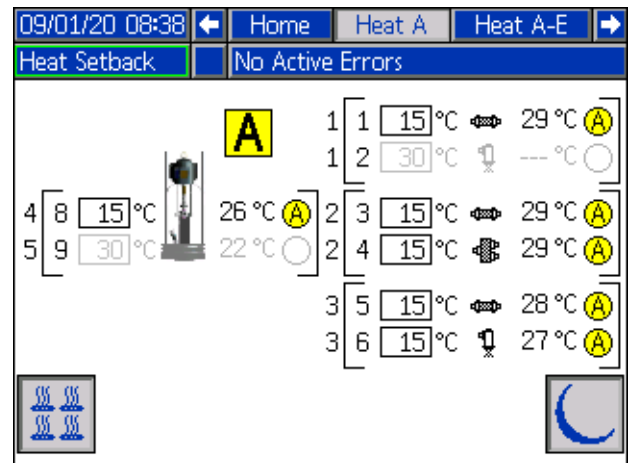 09/01/20 08:38 Home Heat A Heat A-E
Heat Setback No Active Errors
A
1 1 15 °C 29 °C A
1 2 30 °C --- °C
4 8 15 °C 26 °C A
5 9 30 °C 22 °C
2 3 15 °C 29 °C A
2 4 15 °C 29 °C A
3 5 15 °C 28 °C A
3 6 15 °C 27 °C A